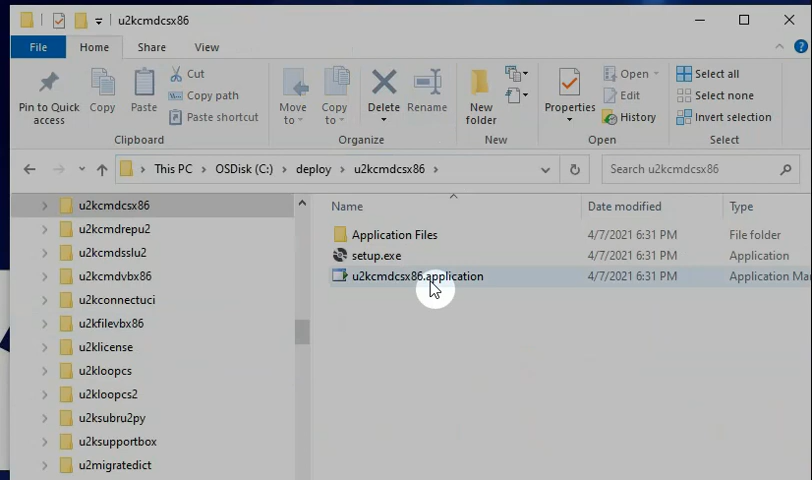 u2kcmdcsx86
File Home Share View
Pin to Quick access
Copy
Paste
Cut
Copy path
Paste shortcut
Clipboard
Move to
Copy to
Delete
Rename
Organize
New folder
New
Properties
Open
Edit
History
Open
Select all
Select none
Invert selection
Select
This PC > OSDisk (C:) > deploy > u2kcmdcsx86 >
Search u2kcmdcsx86
u2kcmdcsx86
u2kcmdrepu2
u2kcmdsslu2
u2kcmdvbx86
u2kconnectuci
u2kfilevbx86
u2klicense
u2kloopcs
u2kloopcs2
u2ksubru2py
u2ksupportbox
u2migratedict
Name Date modified Type
Application Files 4/7/2021 6:31 PM File folder
setup.exe 4/7/2021 6:31 PM Application
u2kcmdcsx86.application 4/7/2021 6:31 PM Application Ma